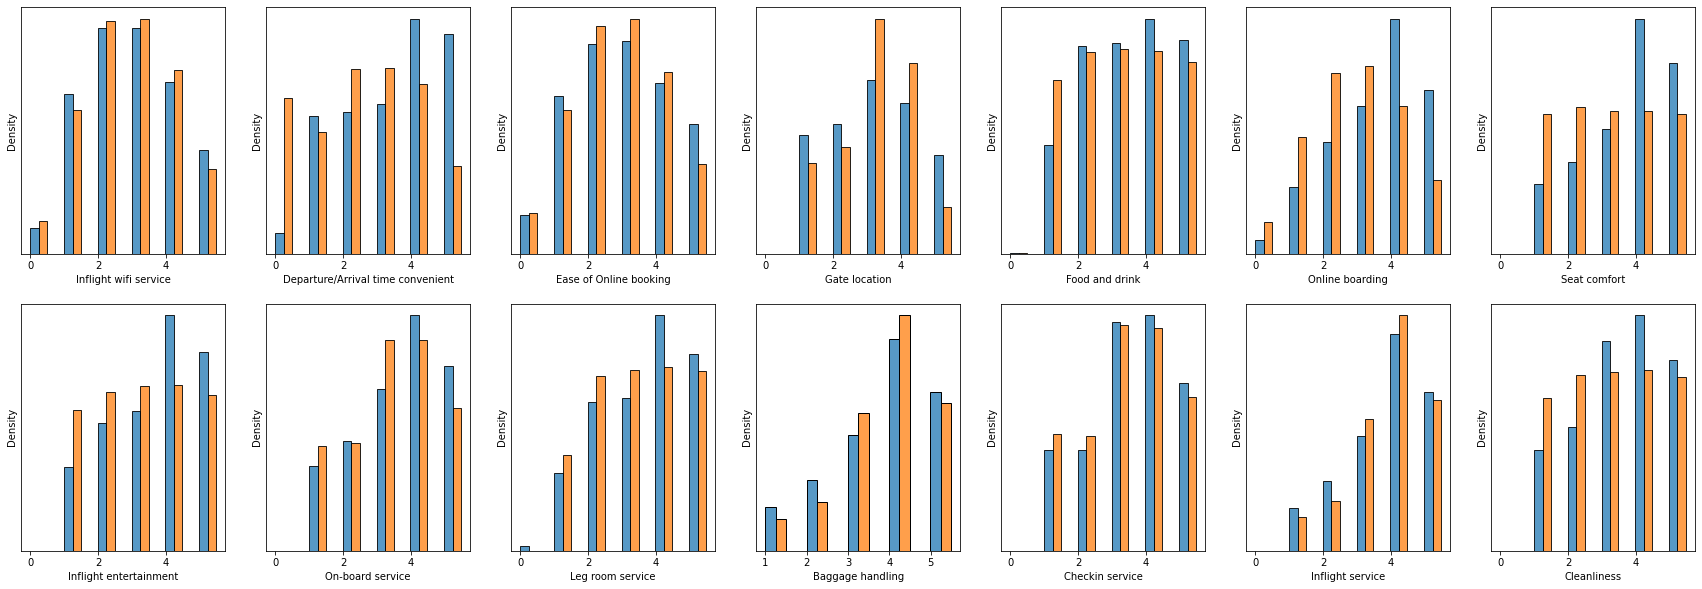 Density Density Density Density Density Density Density
0 2 4 0 2 4 0 2 4 0 2 4 0 2 4 0 2 4 0 2 4
Inflight wifi service Departure/Arrival time convenient Ease of Online booking Gate location Food and drink Online boarding Seat comfort
Density Density Density Density Density Density Density
0 2 4 0 2 4 0 2 4 1 2 3 4 5 0 2 4 0 2 4 0 2 4
Inflight entertainment On-board service Leg room service Baggage handling Checkin service Inflight service Cleanliness